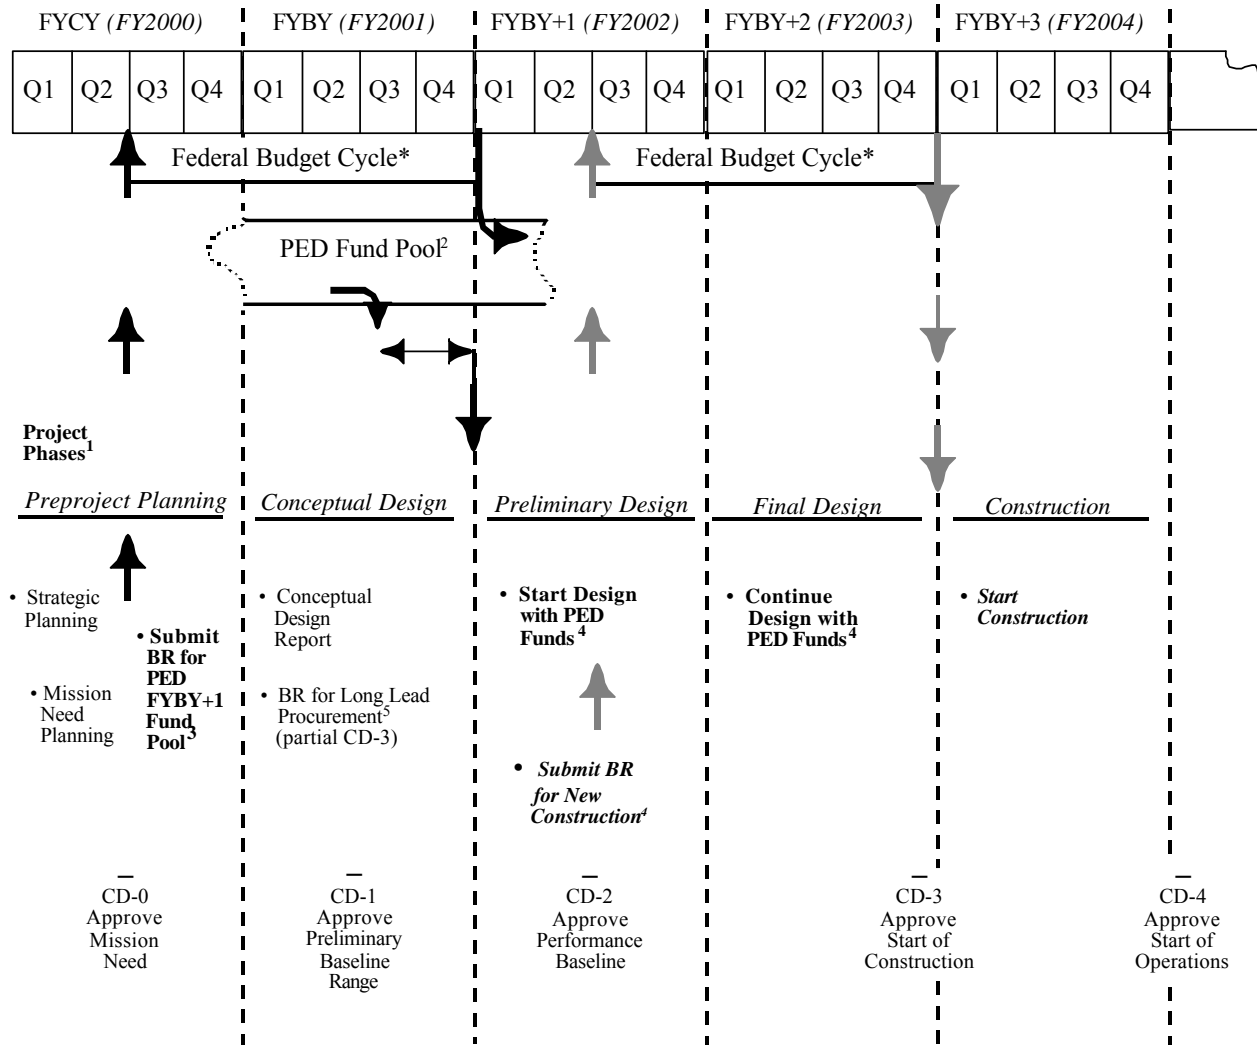 FYCY (FY2000)
FYBY (FY2001)
FYBY+1 (FY2002)
FYBY+2 (FY2003)
FYBY+3 (FY2004)
Q1 Q2 Q3 Q4 Q1 Q2 Q3 Q4 Q1 Q2 Q3 Q4 Q1 Q2 Q3 Q4 Q1 Q2 Q3 Q4
Federal Budget Cycle*
Federal Budget Cycle*
PED Fund Pool2
Project
Phases1
Preproject Planning
Conceptual Design
Preliminary Design
Final Design
Construction
• Strategic
Planning
• Mission
Need
Planning
• Submit
BR for
PED
FYBY+1
Fund
Pool3
• Conceptual
Design
Report
• BR for Long Lead
Procurement5
(partial CD-3)
• Start Design
with PED
Funds4
• Submit BR
for New
Construction4
• Continue
Design with
PED Funds4
• Start
Construction
CD-0
Approve
Mission
Need
CD-1
Approve
Preliminary
Baseline
Range
CD-2
Approve
Performance
Baseline
CD-3
Approve
Start of
Construction
CD-4
Approve
Start of
Operations